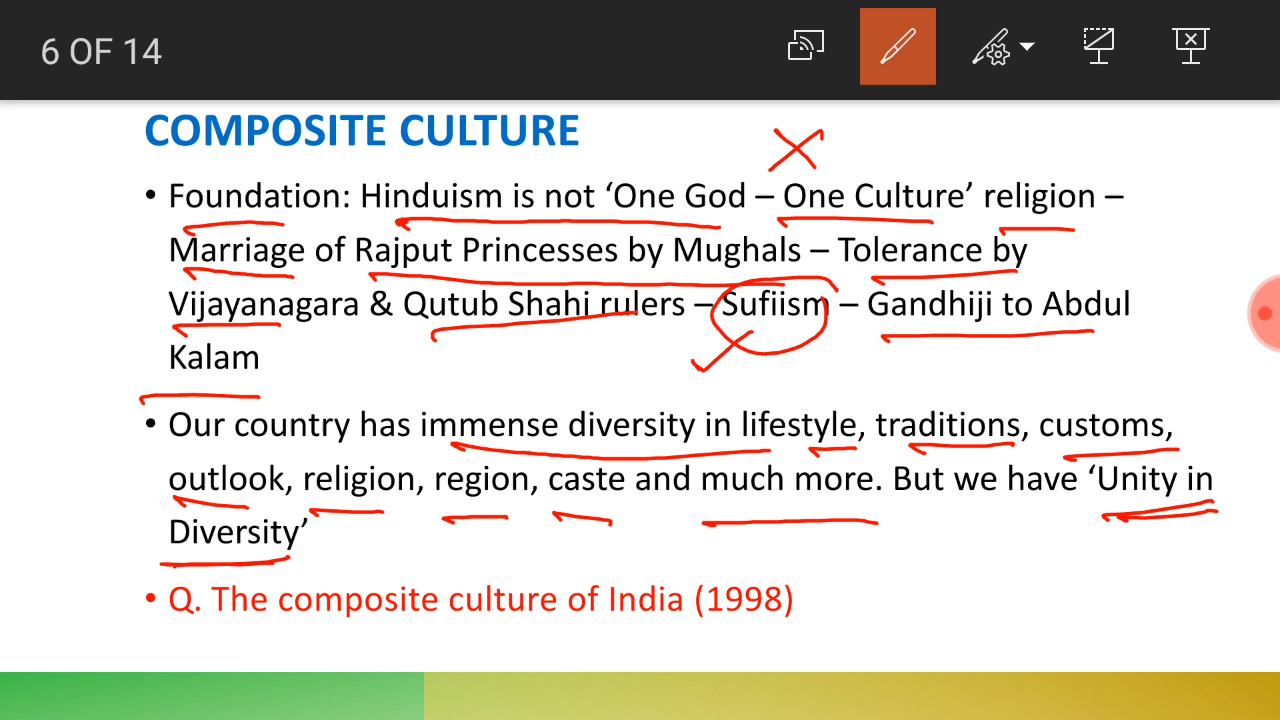 6 OF 14
COMPOSITE CULTURE
• Foundation: Hinduism is not ‘One God – One Culture’ religion –
Marriage of Rajput Princesses by Mughals – Tolerance by
Vijayanagara & Qutub Shahi rulers – Sufiism – Gandhiji to Abdul
Kalam
• Our country has immense diversity in lifestyle, traditions, customs,
outlook, religion, region, caste and much more. But we have ‘Unity in
Diversity’
• Q. The composite culture of India (1998)